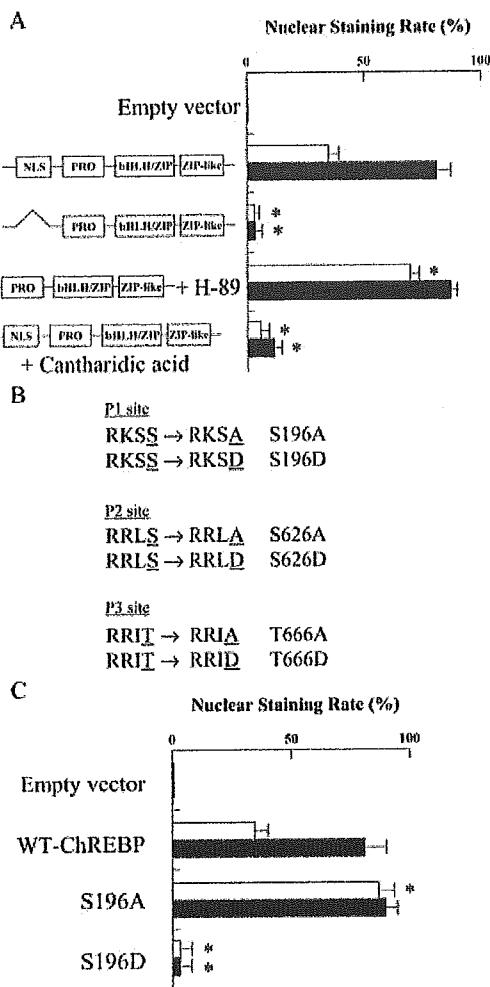 A
Nuclear Staining Rate (%)
0 50 100
Empty vector
NLS PRO bHLH/ZIP ZIP-like
*
PRO bHLH/ZIP ZIP-like
*
PRO bHLH/ZIP ZIP-like + H-89 *
NLS PRO bHLH/ZIP ZIP-like *
+ Cantharidic acid *
B
P1 site
RKSS → RKSA S196A
RKSS → RKSD S196D
P2 site
RRLS → RRLA S626A
RRLS → RRLD S626D
P3 site
RRIT → RRIA T666A
RRIT → RRID T666D
C
Nuclear Staining Rate (%)
0 50 100
Empty vector
WT-ChREBP
S196A *
S196D *
*